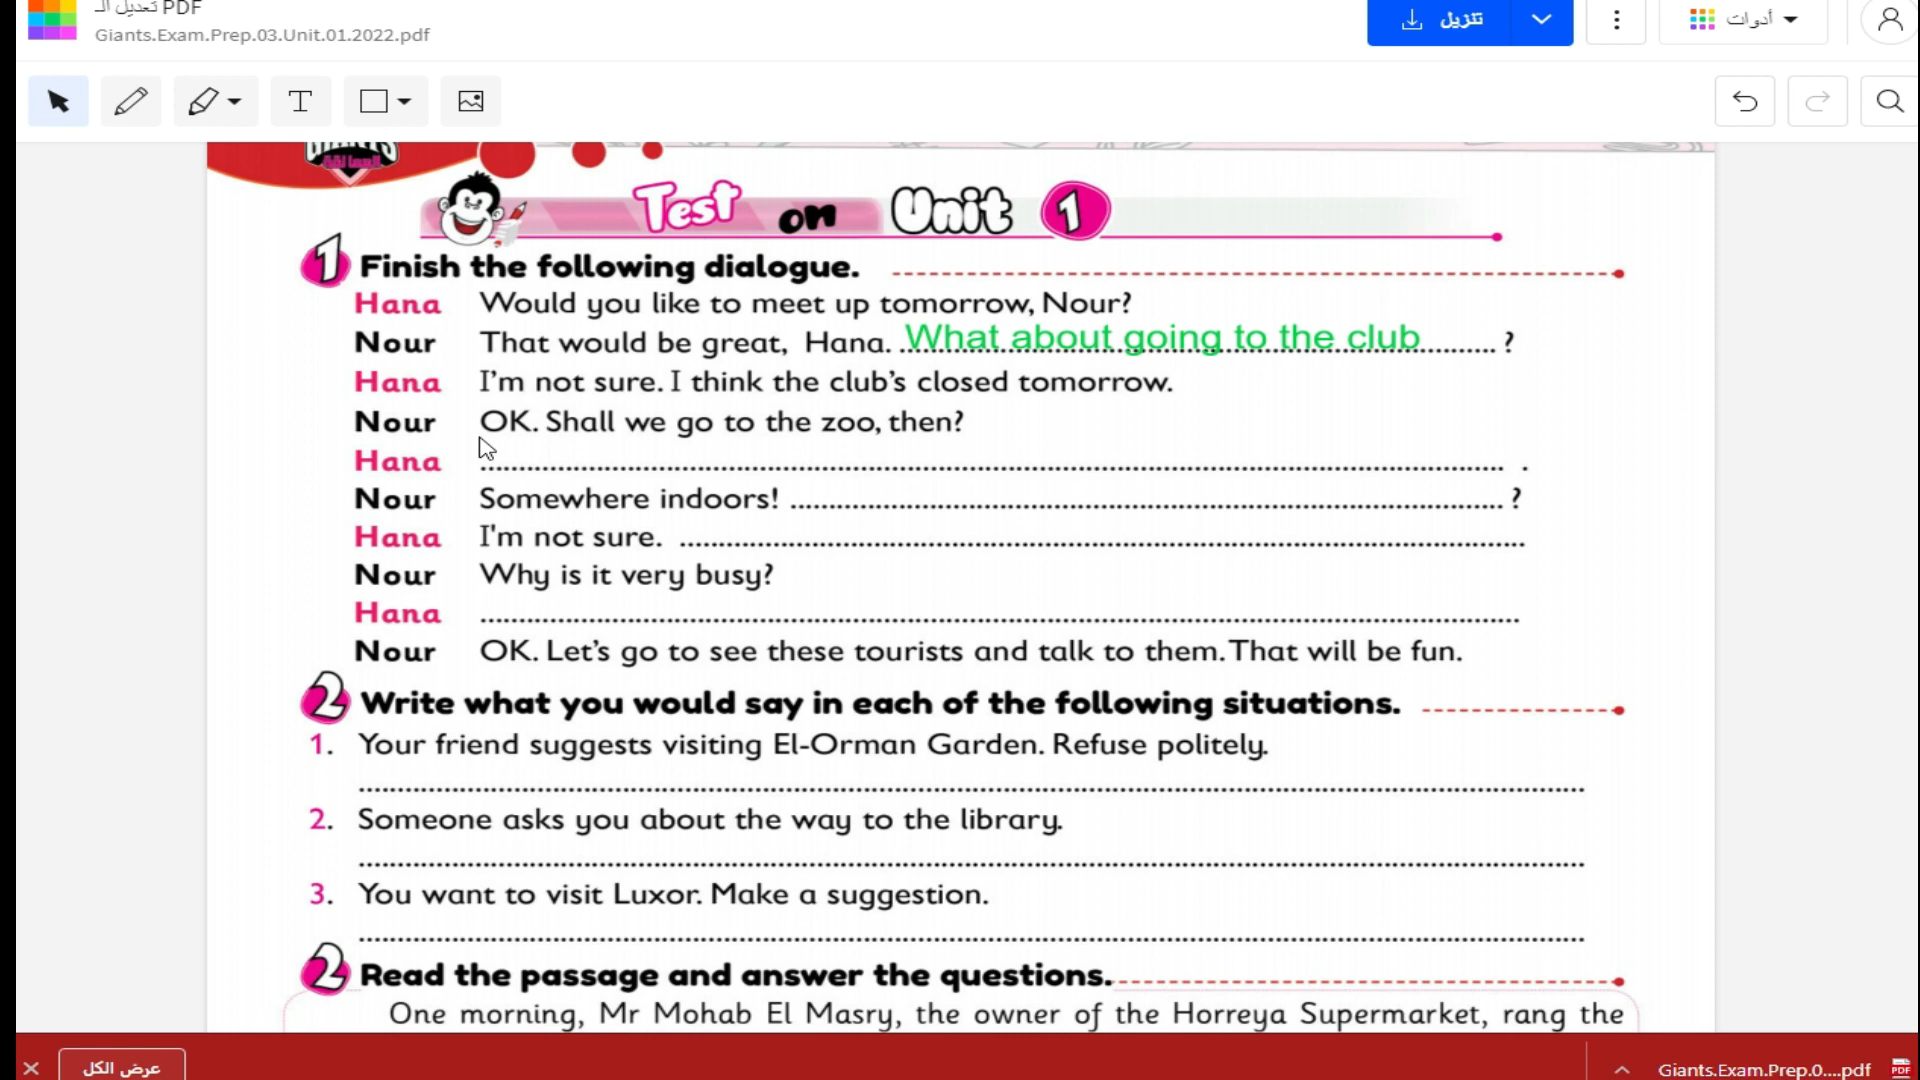 تعديل الـ PDF
Giants.Exam.Prep.03.Unit.01.2022.pdf
تنزيل
أدوات
العمالقة
Test on Unit 1
1 Finish the following dialogue.
Hana Would you like to meet up tomorrow, Nour?
Nour That would be great, Hana. What about going to the club ?
Hana I'm not sure. I think the club's closed tomorrow.
Nour OK. Shall we go to the zoo, then?
Hana .
Nour Somewhere indoors! ?
Hana I'm not sure.
Nour Why is it very busy?
Hana
Nour OK. Let's go to see these tourists and talk to them. That will be fun.
2 Write what you would say in each of the following situations.
1. Your friend suggests visiting El-Orman Garden. Refuse politely.
2. Someone asks you about the way to the library.
3. You want to visit Luxor. Make a suggestion.
2 Read the passage and answer the questions.
One morning, Mr Mohab El Masry, the owner of the Horreya Supermarket, rang the
عرض الكل
Giants.Exam.Prep.0....pdf
PDF